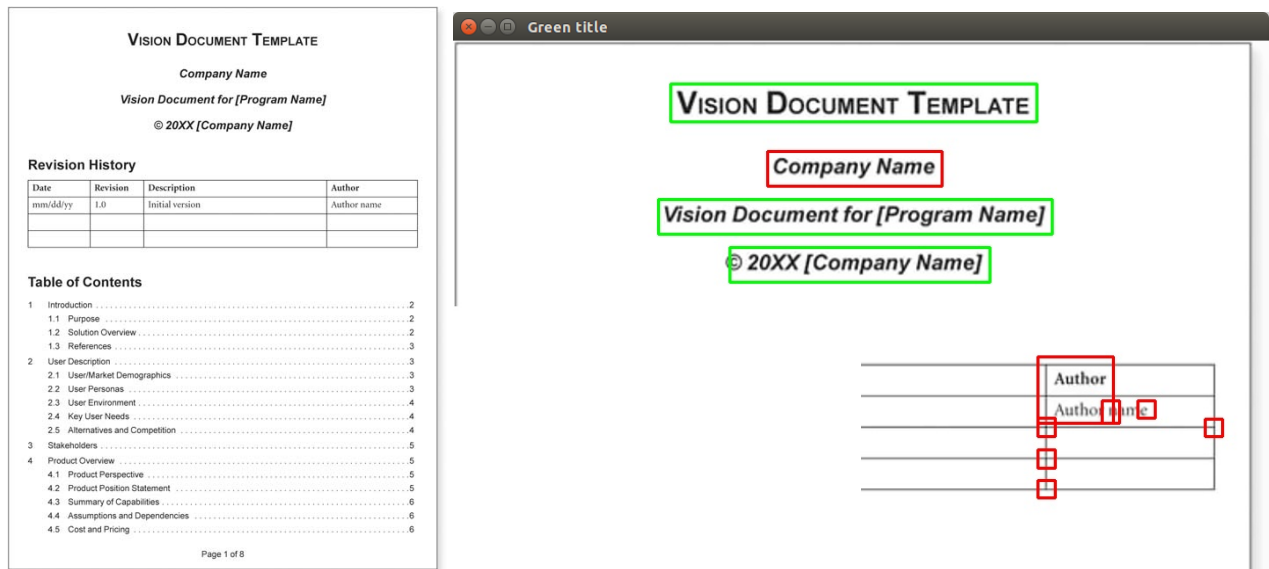 VISION DOCUMENT TEMPLATE
Company Name
Vision Document for [Program Name]
© 20XX [Company Name]
Revision History
Date Revision Description Author
mm/dd/yy 1.0 Initial version Author name
Table of Contents
1 Introduction 2
1.1 Purpose 2
1.2 Solution Overview 2
1.3 References 3
2 User Description 3
2.1 User/Market Demographics 3
2.2 User Personas 3
2.3 User Environment 4
2.4 Key User Needs 4
2.5 Alternatives and Competition 4
3 Stakeholders 5
4 Product Overview 5
4.1 Product Perspective 5
4.2 Product Position Statement 5
4.3 Summary of Capabilities 6
4.4 Assumptions and Dependencies 6
4.5 Cost and Pricing 6
Page 1 of 8
Green title
VISION DOCUMENT TEMPLATE
Company Name
Vision Document for [Program Name]
© 20XX [Company Name]
Author
Author name